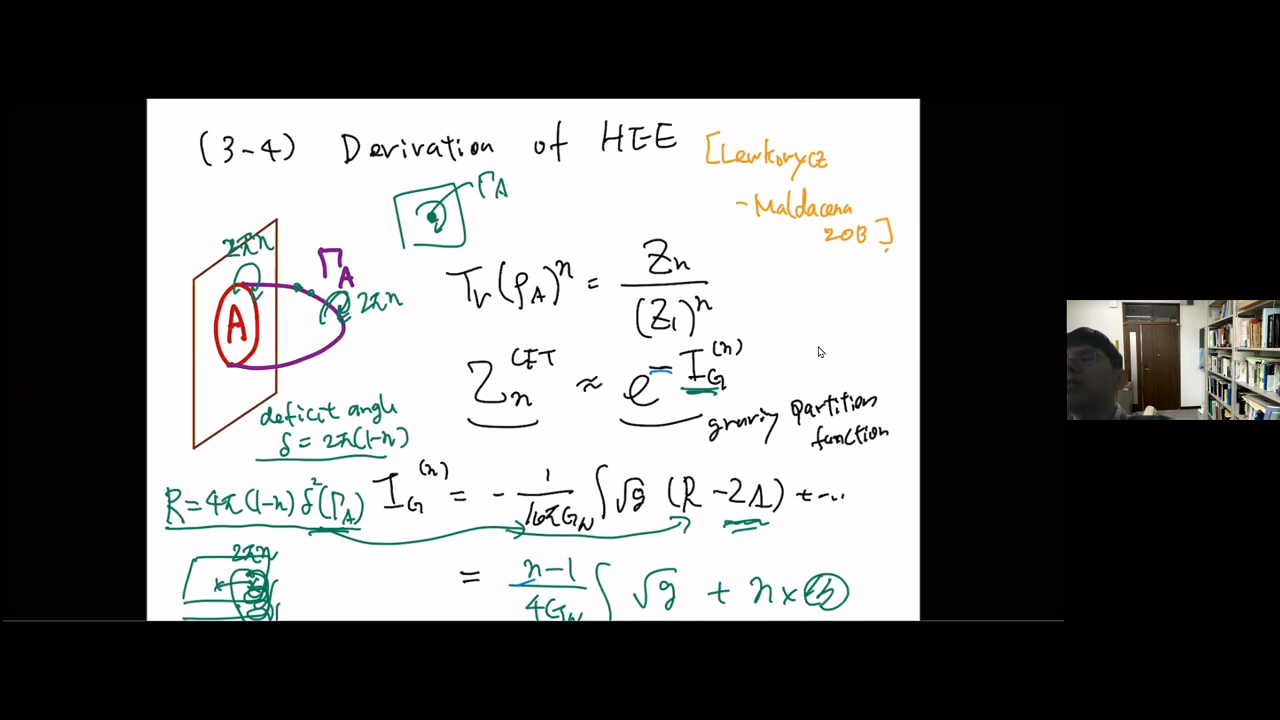 (3-4) Derivation of HEE [Lewkowycz
-Maldacena
2013]
Γ_A
2πn
Γ_A
2πn
A
Tr(ρ_A)^n = Z_n / (Z_1)^n
Z_n^CFT ≈ e^{-I_G^(n)}
gravity partition
function
deficit angle
δ = 2π(1-n)
R = 4π(1-n) δ²(Γ_A)
I_G^(n) = - 1/16πG_N ∫ √g (R - 2Λ) + ...
2πn
= n-1/4G_N ∫ √g + n×